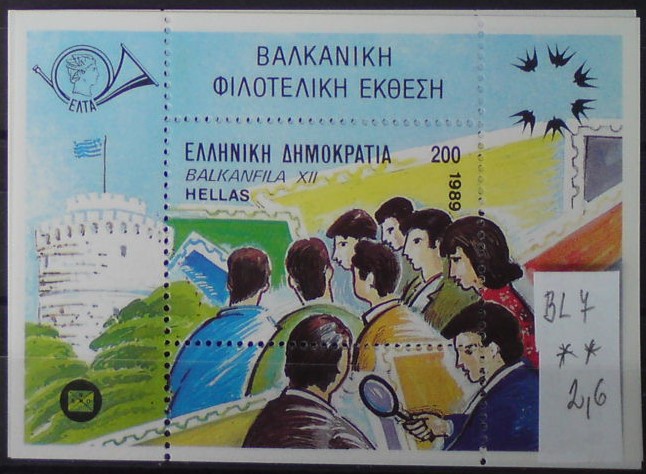 ΕΛΤΑ
ΒΑΛΚΑΝΙΚΗ
ΦΙΛΟΤΕΛΙΚΗ ΕΚΘΕΣΗ
ΕΛΛΗΝΙΚΗ ΔΗΜΟΚΡΑΤΙΑ 200
BALKANFILA XII
HELLAS
1989
BL 7
**
2,6